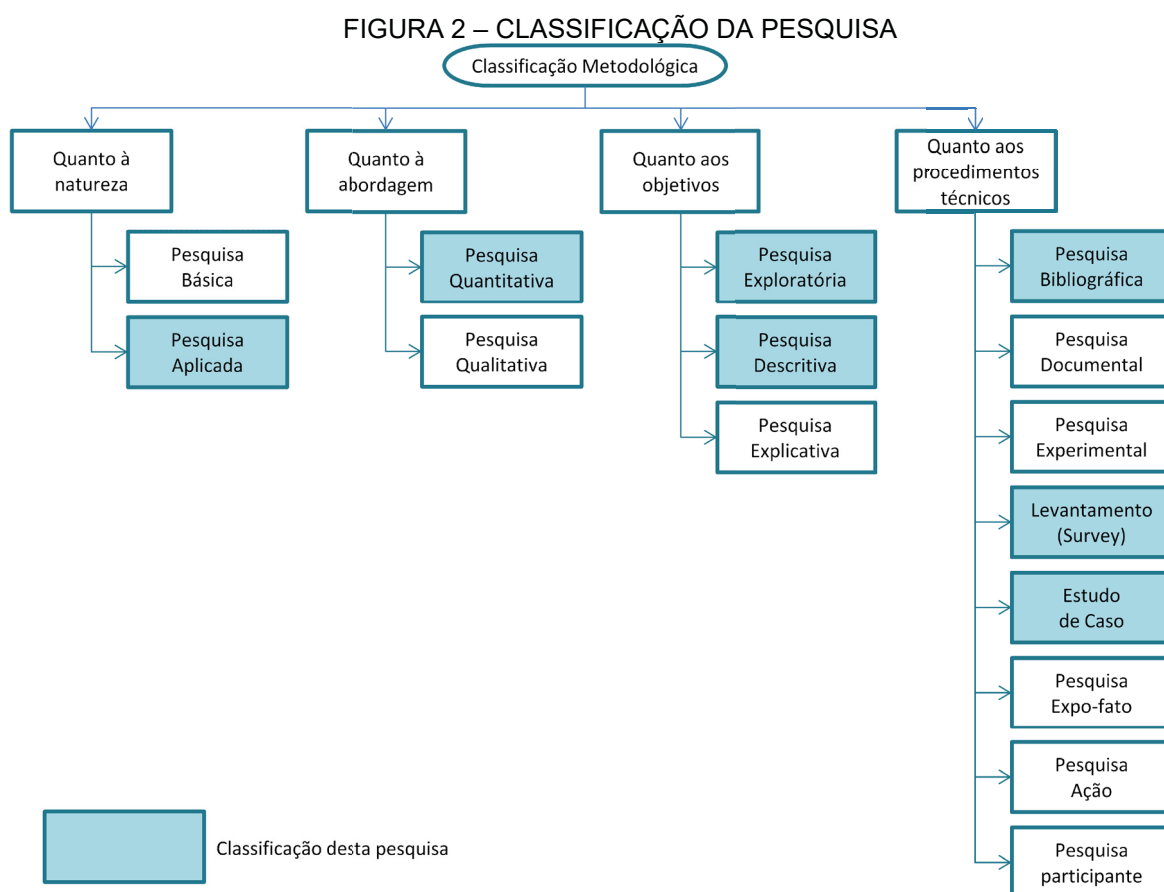 FIGURA 2 – CLASSIFICAÇÃO DA PESQUISA
Classificação Metodológica
Quanto à
natureza
Pesquisa
Básica
Pesquisa
Aplicada
Quanto à
abordagem
Pesquisa
Quantitativa
Pesquisa
Qualitativa
Quanto aos
objetivos
Pesquisa
Exploratória
Pesquisa
Descritiva
Pesquisa
Explicativa
Quanto aos
procedimentos
técnicos
Pesquisa
Bibliográfica
Pesquisa
Documental
Pesquisa
Experimental
Levantamento
(Survey)
Estudo
de Caso
Pesquisa
Expo-fato
Pesquisa
Ação
Pesquisa
participante
Classificação desta pesquisa